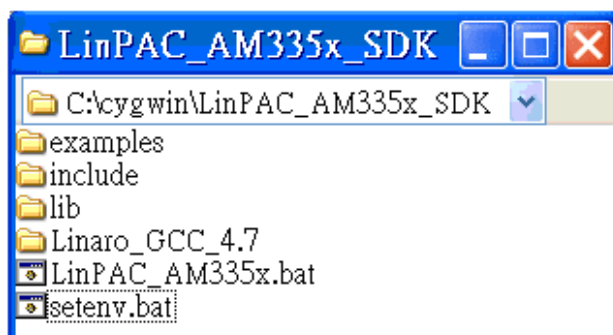 LinPAC_AM335x_SDK
C:\cygwin\LinPAC_AM335x_SDK
examples
include
lib
Linaro_GCC_4.7
LinPAC_AM335x.bat
setenv.bat